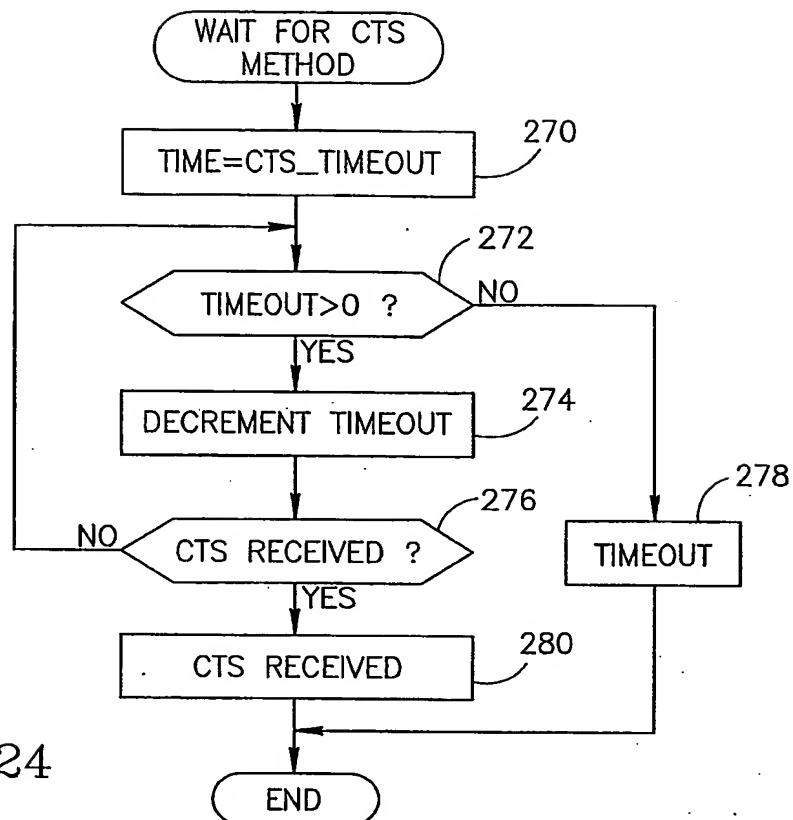 WAIT FOR CTS
METHOD
270
TIME=CTS_TIMEOUT
272
TIMEOUT>0 ?
NO
YES
274
DECREMENT TIMEOUT
276
278
NO
CTS RECEIVED ?
TIMEOUT
YES
280
CTS RECEIVED
24
END